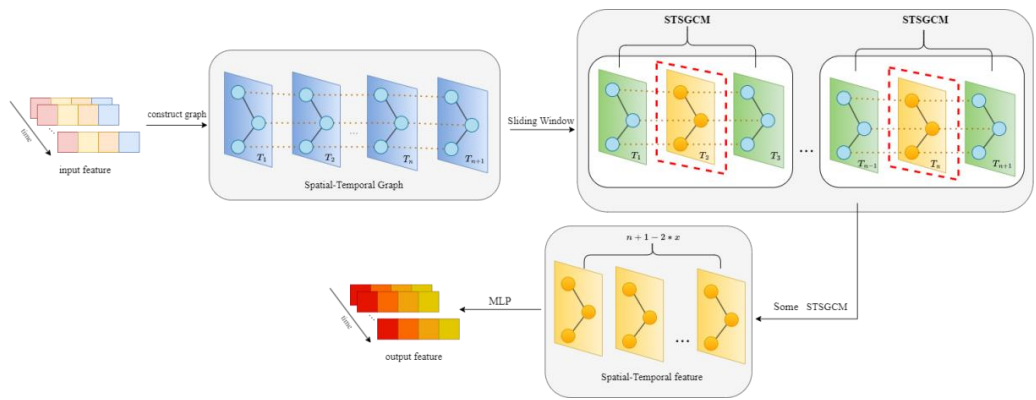 time
...
input feature
construct graph
T₁
T₂
...
Tₙ
Tₙ₊₁
Spatial-Temporal Graph
Sliding Window
STSGCM
T₁
T₂
T₃
...
STSGCM
Tₙ₋₁
Tₙ
Tₙ₊₁
Some STSGCM
n + 1 − 2 * x
...
Spatial-Temporal feature
MLP
time
...
output feature